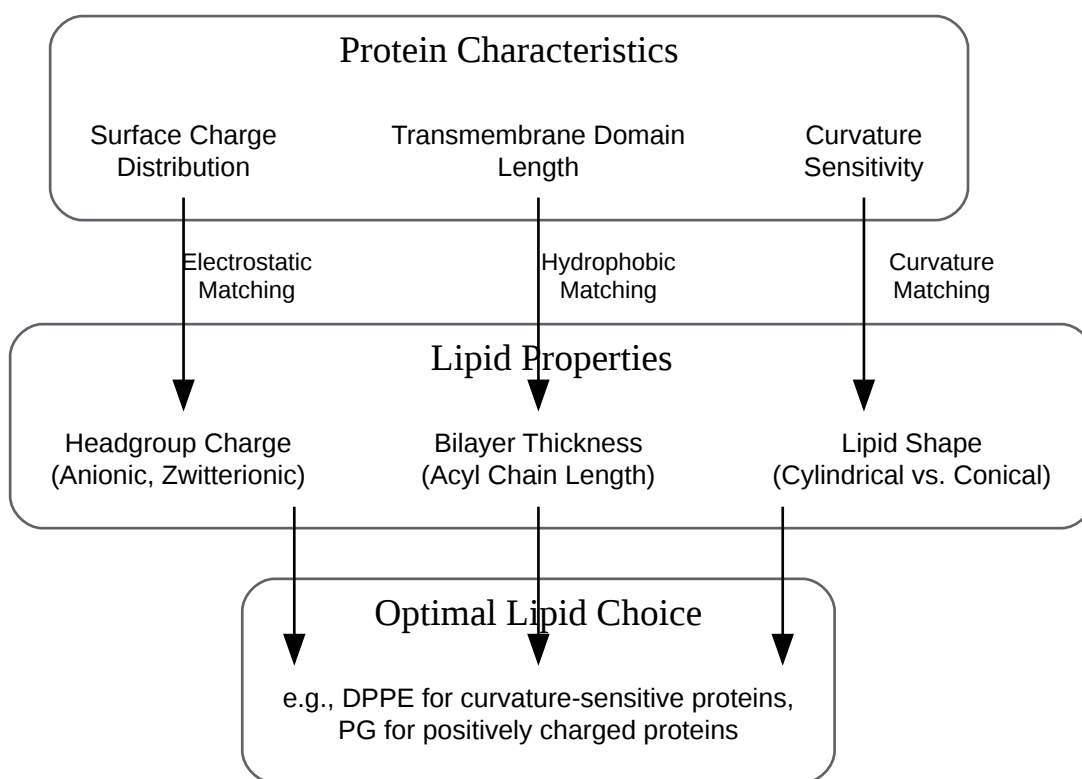 Protein Characteristics
Surface Charge
Distribution
Transmembrane Domain
Length
Curvature
Sensitivity
Electrostatic
Matching
Hydrophobic
Matching
Curvature
Matching
Lipid Properties
Headgroup Charge
(Anionic, Zwitterionic)
Bilayer Thickness
(Acyl Chain Length)
Lipid Shape
(Cylindrical vs. Conical)
Optimal Lipid Choice
e.g., DPPE for curvature-sensitive proteins,
PG for positively charged proteins